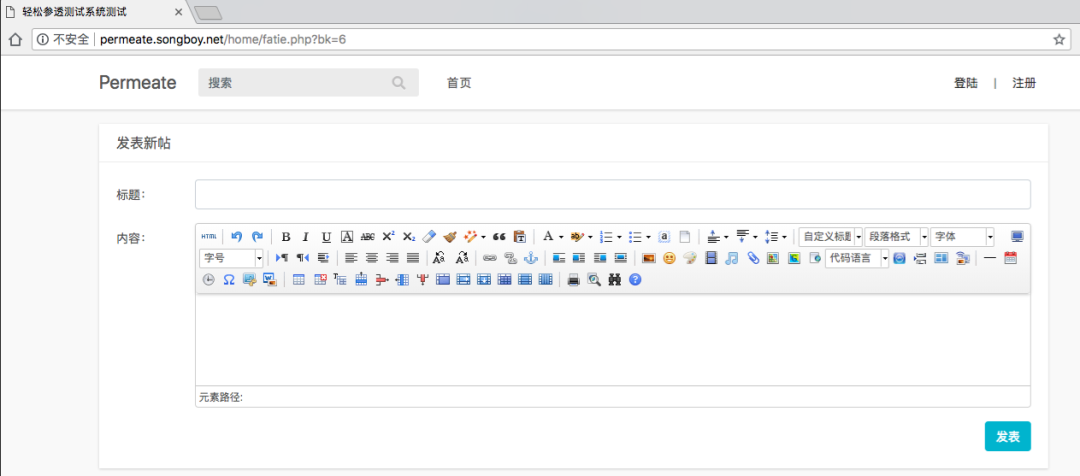 轻松参透测试系统测试
不安全 | permeate.songboy.net/home/fatie.php?bk=6
Permeate 搜索 首页 登陆 | 注册
发表新帖
标题：
内容：
HTML B I U A ABC X² X₂ A a 自定义标题 段落格式 字体
字号 代码语言
元素路径:
发表